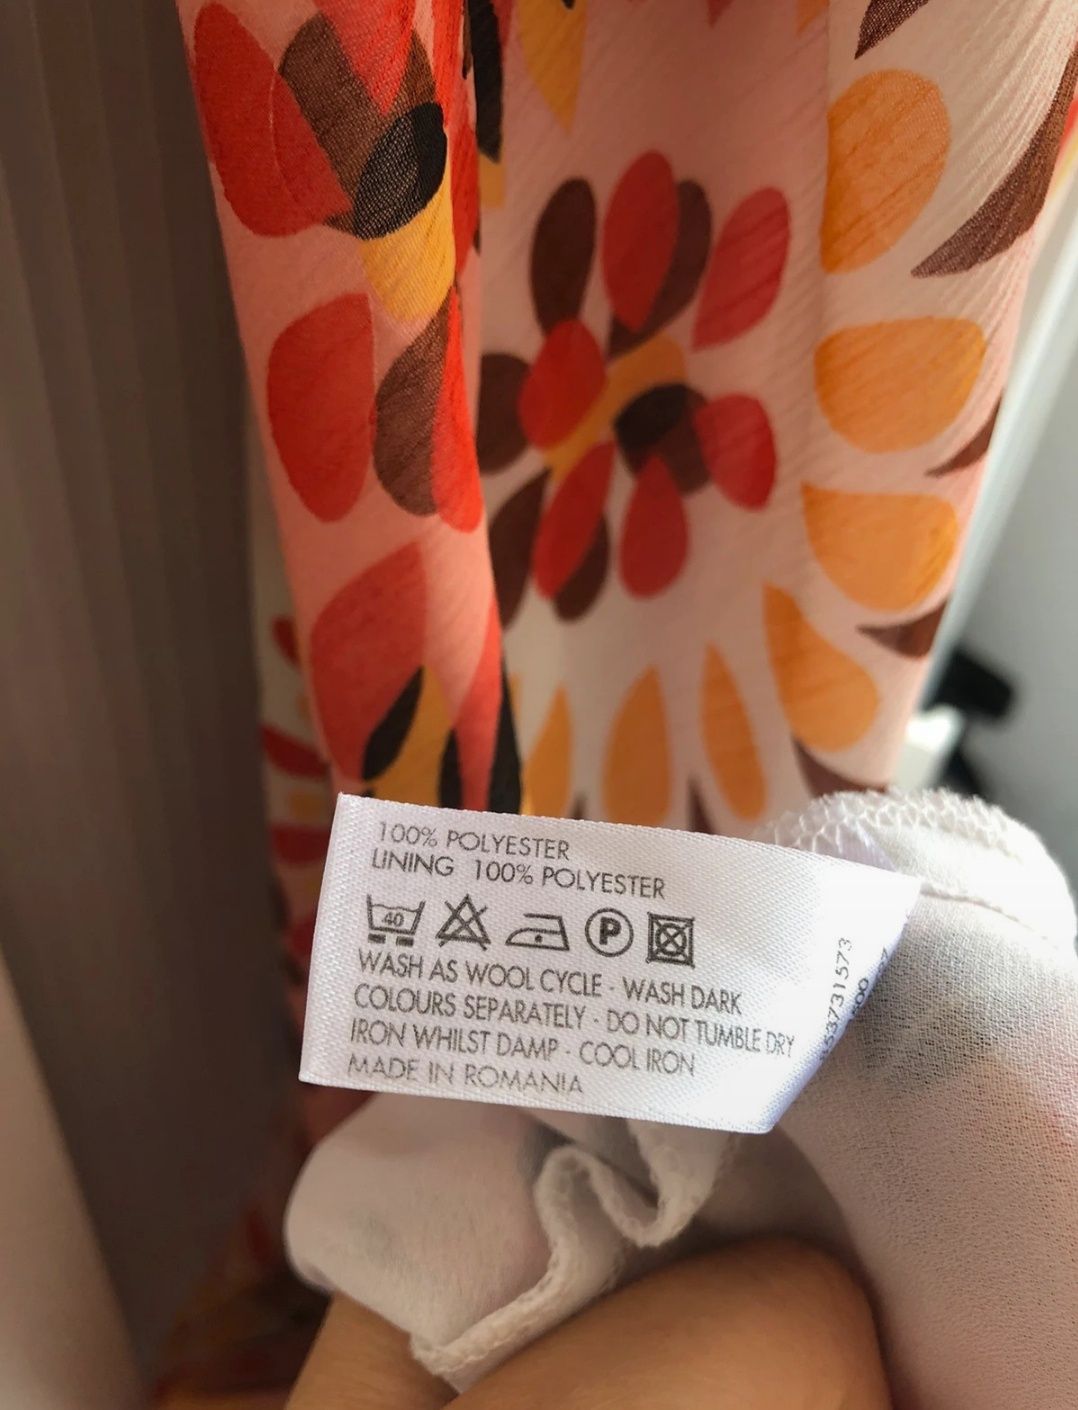 100% POLYESTER
LINING 100% POLYESTER
40 P
WASH AS WOOL CYCLE - WASH DARK
COLOURS SEPARATELY - DO NOT TUMBLE DRY
IRON WHILST DAMP - COOL IRON
MADE IN ROMANIA